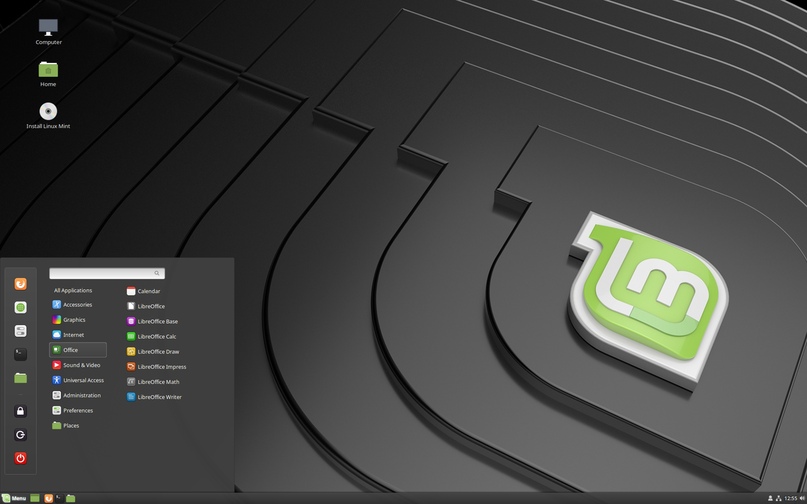 Computer
Home
Install Linux Mint
All Applications
Accessories
Graphics
Internet
Office
Sound & Video
Universal Access
Administration
Preferences
Places
Calendar
LibreOffice
LibreOffice Base
LibreOffice Calc
LibreOffice Draw
LibreOffice Impress
LibreOffice Math
LibreOffice Writer
lm
Menu
12:55